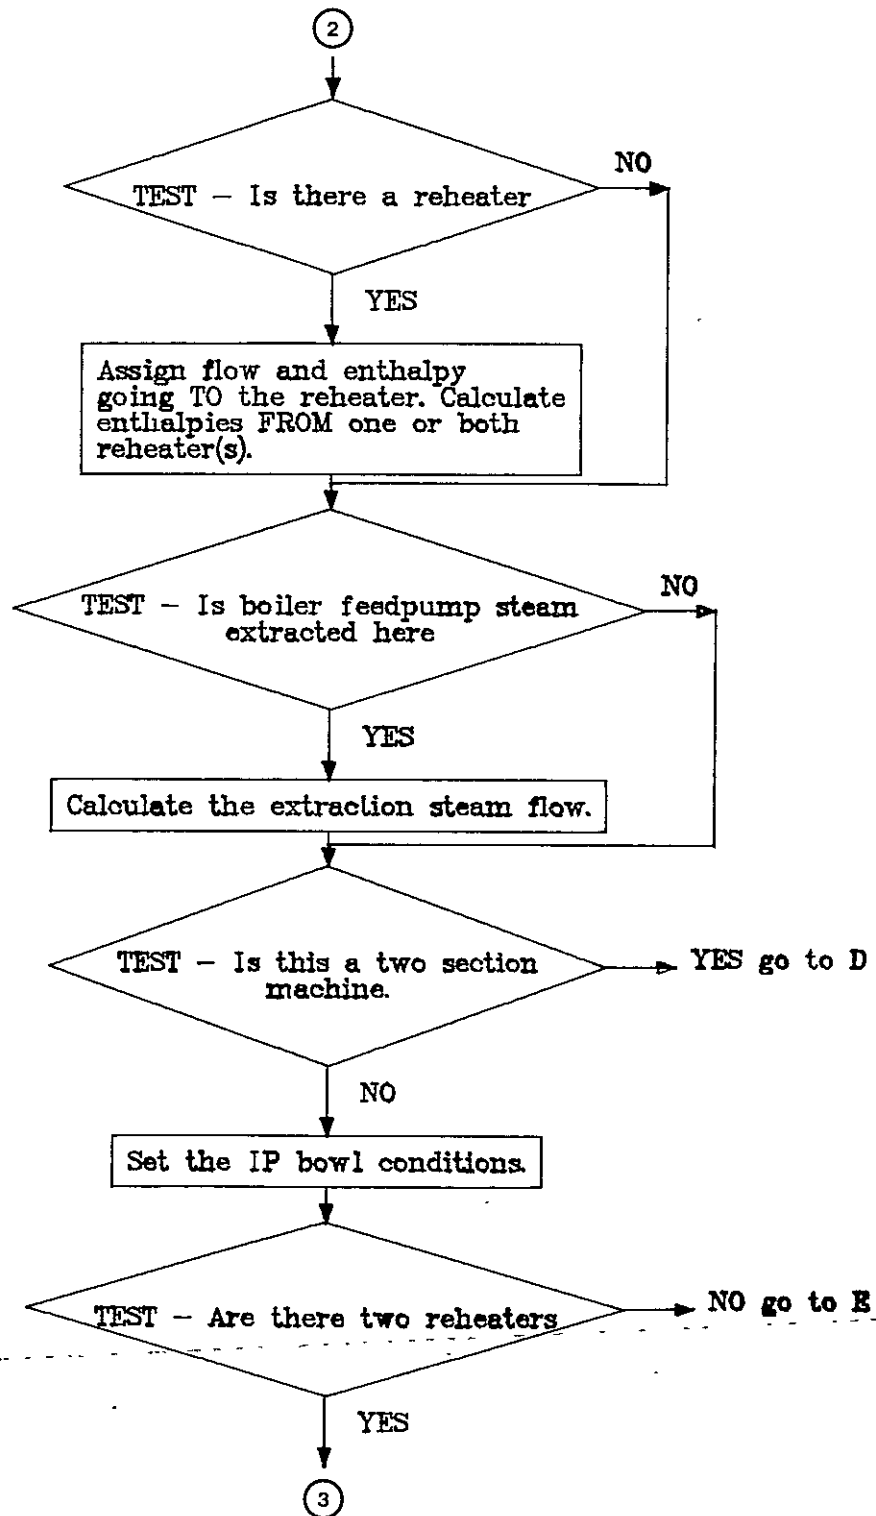 2
NO
TEST - Is there a reheater
YES
Assign flow and enthalpy
going TO the reheater. Calculate
enthalpies FROM one or both
reheater(s).
NO
TEST - Is boiler feedpump steam
extracted here
YES
Calculate the extraction steam flow.
TEST - Is this a two section
machine.
YES go to D
NO
Set the IP bowl conditions.
TEST - Are there two reheaters
NO go to E
YES
3